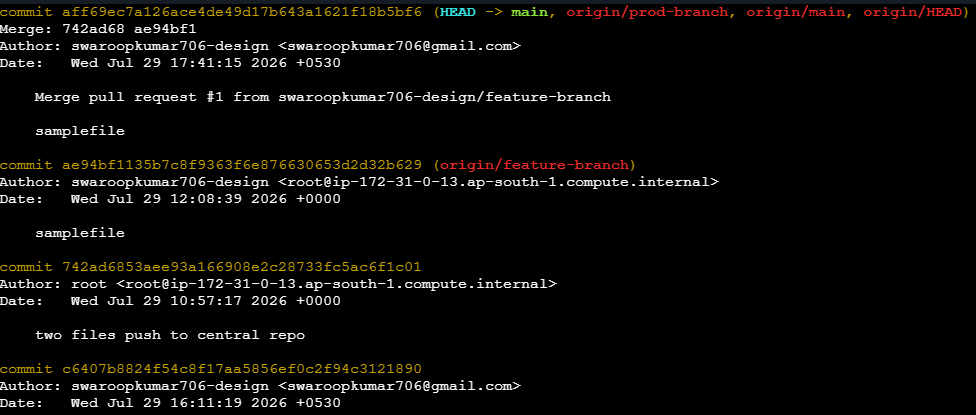 commit aff69ec7a126ace4de49d17b643a1621f18b5bf6 (HEAD -> main, origin/prod-branch, origin/main, origin/HEAD)
Merge: 742ad68 ae94bf1
Author: swaroopkumar706-design <swaroopkumar706@gmail.com>
Date:   Wed Jul 29 17:41:15 2026 +0530
    Merge pull request #1 from swaroopkumar706-design/feature-branch
    samplefile
commit ae94bf1135b7c8f9363f6e876630653d2d32b629 (origin/feature-branch)
Author: swaroopkumar706-design <root@ip-172-31-0-13.ap-south-1.compute.internal>
Date:   Wed Jul 29 12:08:39 2026 +0000
    samplefile
commit 742ad6853aee93a166908e2c28733fc5ac6f1c01
Author: root <root@ip-172-31-0-13.ap-south-1.compute.internal>
Date:   Wed Jul 29 10:57:17 2026 +0000
    two files push to central repo
commit c6407b8824f54c8f17aa5856ef0c2f94c3121890
Author: swaroopkumar706-design <swaroopkumar706@gmail.com>
Date:   Wed Jul 29 16:11:19 2026 +0530